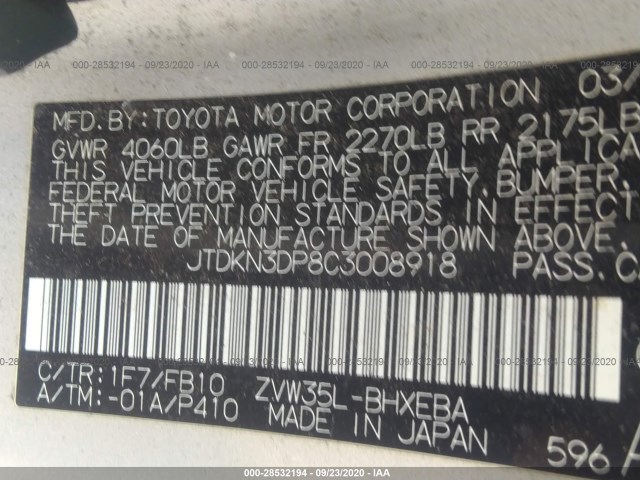 000-28532194 - 09/23/2020 - IAA
MFD. BY: TOYOTA MOTOR CORPORATION 03/
GVWR 4060LB GAWR FR 2270LB RR 2175LB
THIS VEHICLE CONFORMS TO ALL APPLICA
FEDERAL MOTOR VEHICLE SAFETY, BUMPER,
THEFT PREVENTION STANDARDS IN EFFECT
THE DATE OF MANUFACTURE SHOWN ABOVE.
JTDKN3DP8C3008918 PASS. C
C/TR: 1F7/FB10 ZVW35L-BHXEBA
A/TM: -01A/P410 MADE IN JAPAN
596 A
000-28532194 - 09/23/2020 - IAA